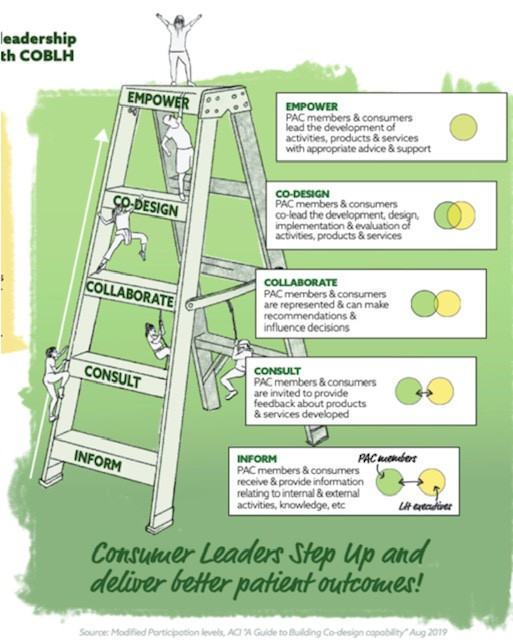 leadership
th COBLH
EMPOWER
CO-DESIGN
COLLABORATE
CONSULT
INFORM
EMPOWER
PAC members & consumers
lead the development of
activities, products & services
with appropriate advice & support
CO-DESIGN
PAC members & consumers
co-lead the development, design,
implementation & evaluation of
activities, products & services
COLLABORATE
PAC members & consumers
are represented & can make
recommendations &
influence decisions
CONSULT
PAC members & consumers
are invited to provide
feedback about products
& services developed
INFORM
PAC members & consumers
receive & provide information
relating to internal & external
activities, knowledge, etc
PAC members
LH executives
Consumer Leaders Step Up and
deliver better patient outcomes!
Source: Modified Participation levels, ACI "A Guide to Building Co-design capability" Aug 2019